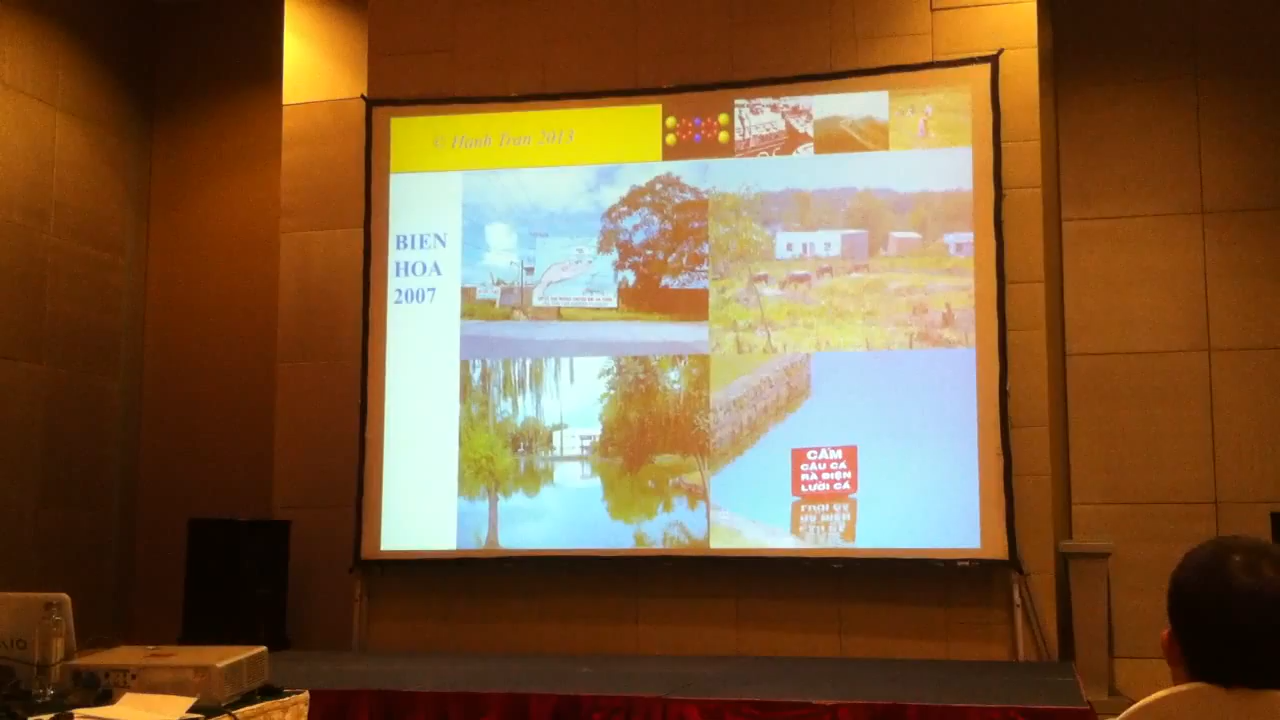 © Hanh Tran 2013
BIEN
HOA
2007
CẤM
CÂU CÁ
RÀ ĐIỆN
LƯỚI CÁ